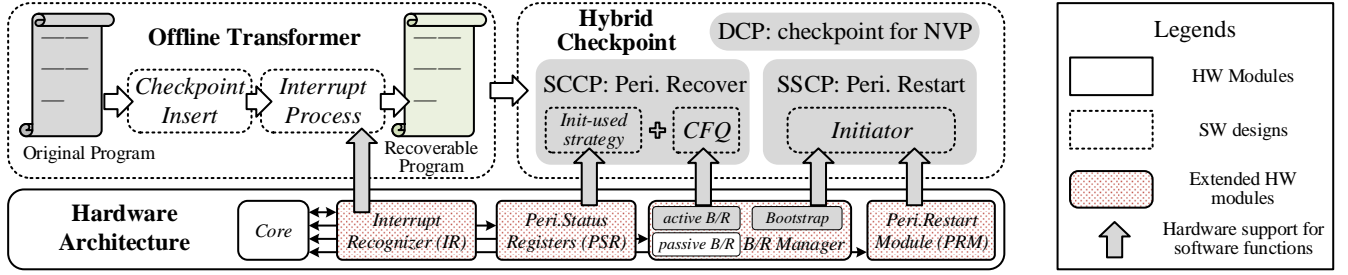 Offline Transformer
Checkpoint
Insert
Interrupt
Process
Original Program
Recoverable
Program
Hybrid
Checkpoint
DCP: checkpoint for NVP
SCCP: Peri. Recover
Init-used
strategy
CFQ
SSCP: Peri. Restart
Initiator
Hardware
Architecture
Core
Interrupt
Recognizer (IR)
Peri.Status
Registers (PSR)
active B/R
Bootstrap
passive B/R
B/R Manager
Peri.Restart
Module (PRM)
Legends
HW Modules
SW designs
Extended HW
modules
Hardware support for
software functions